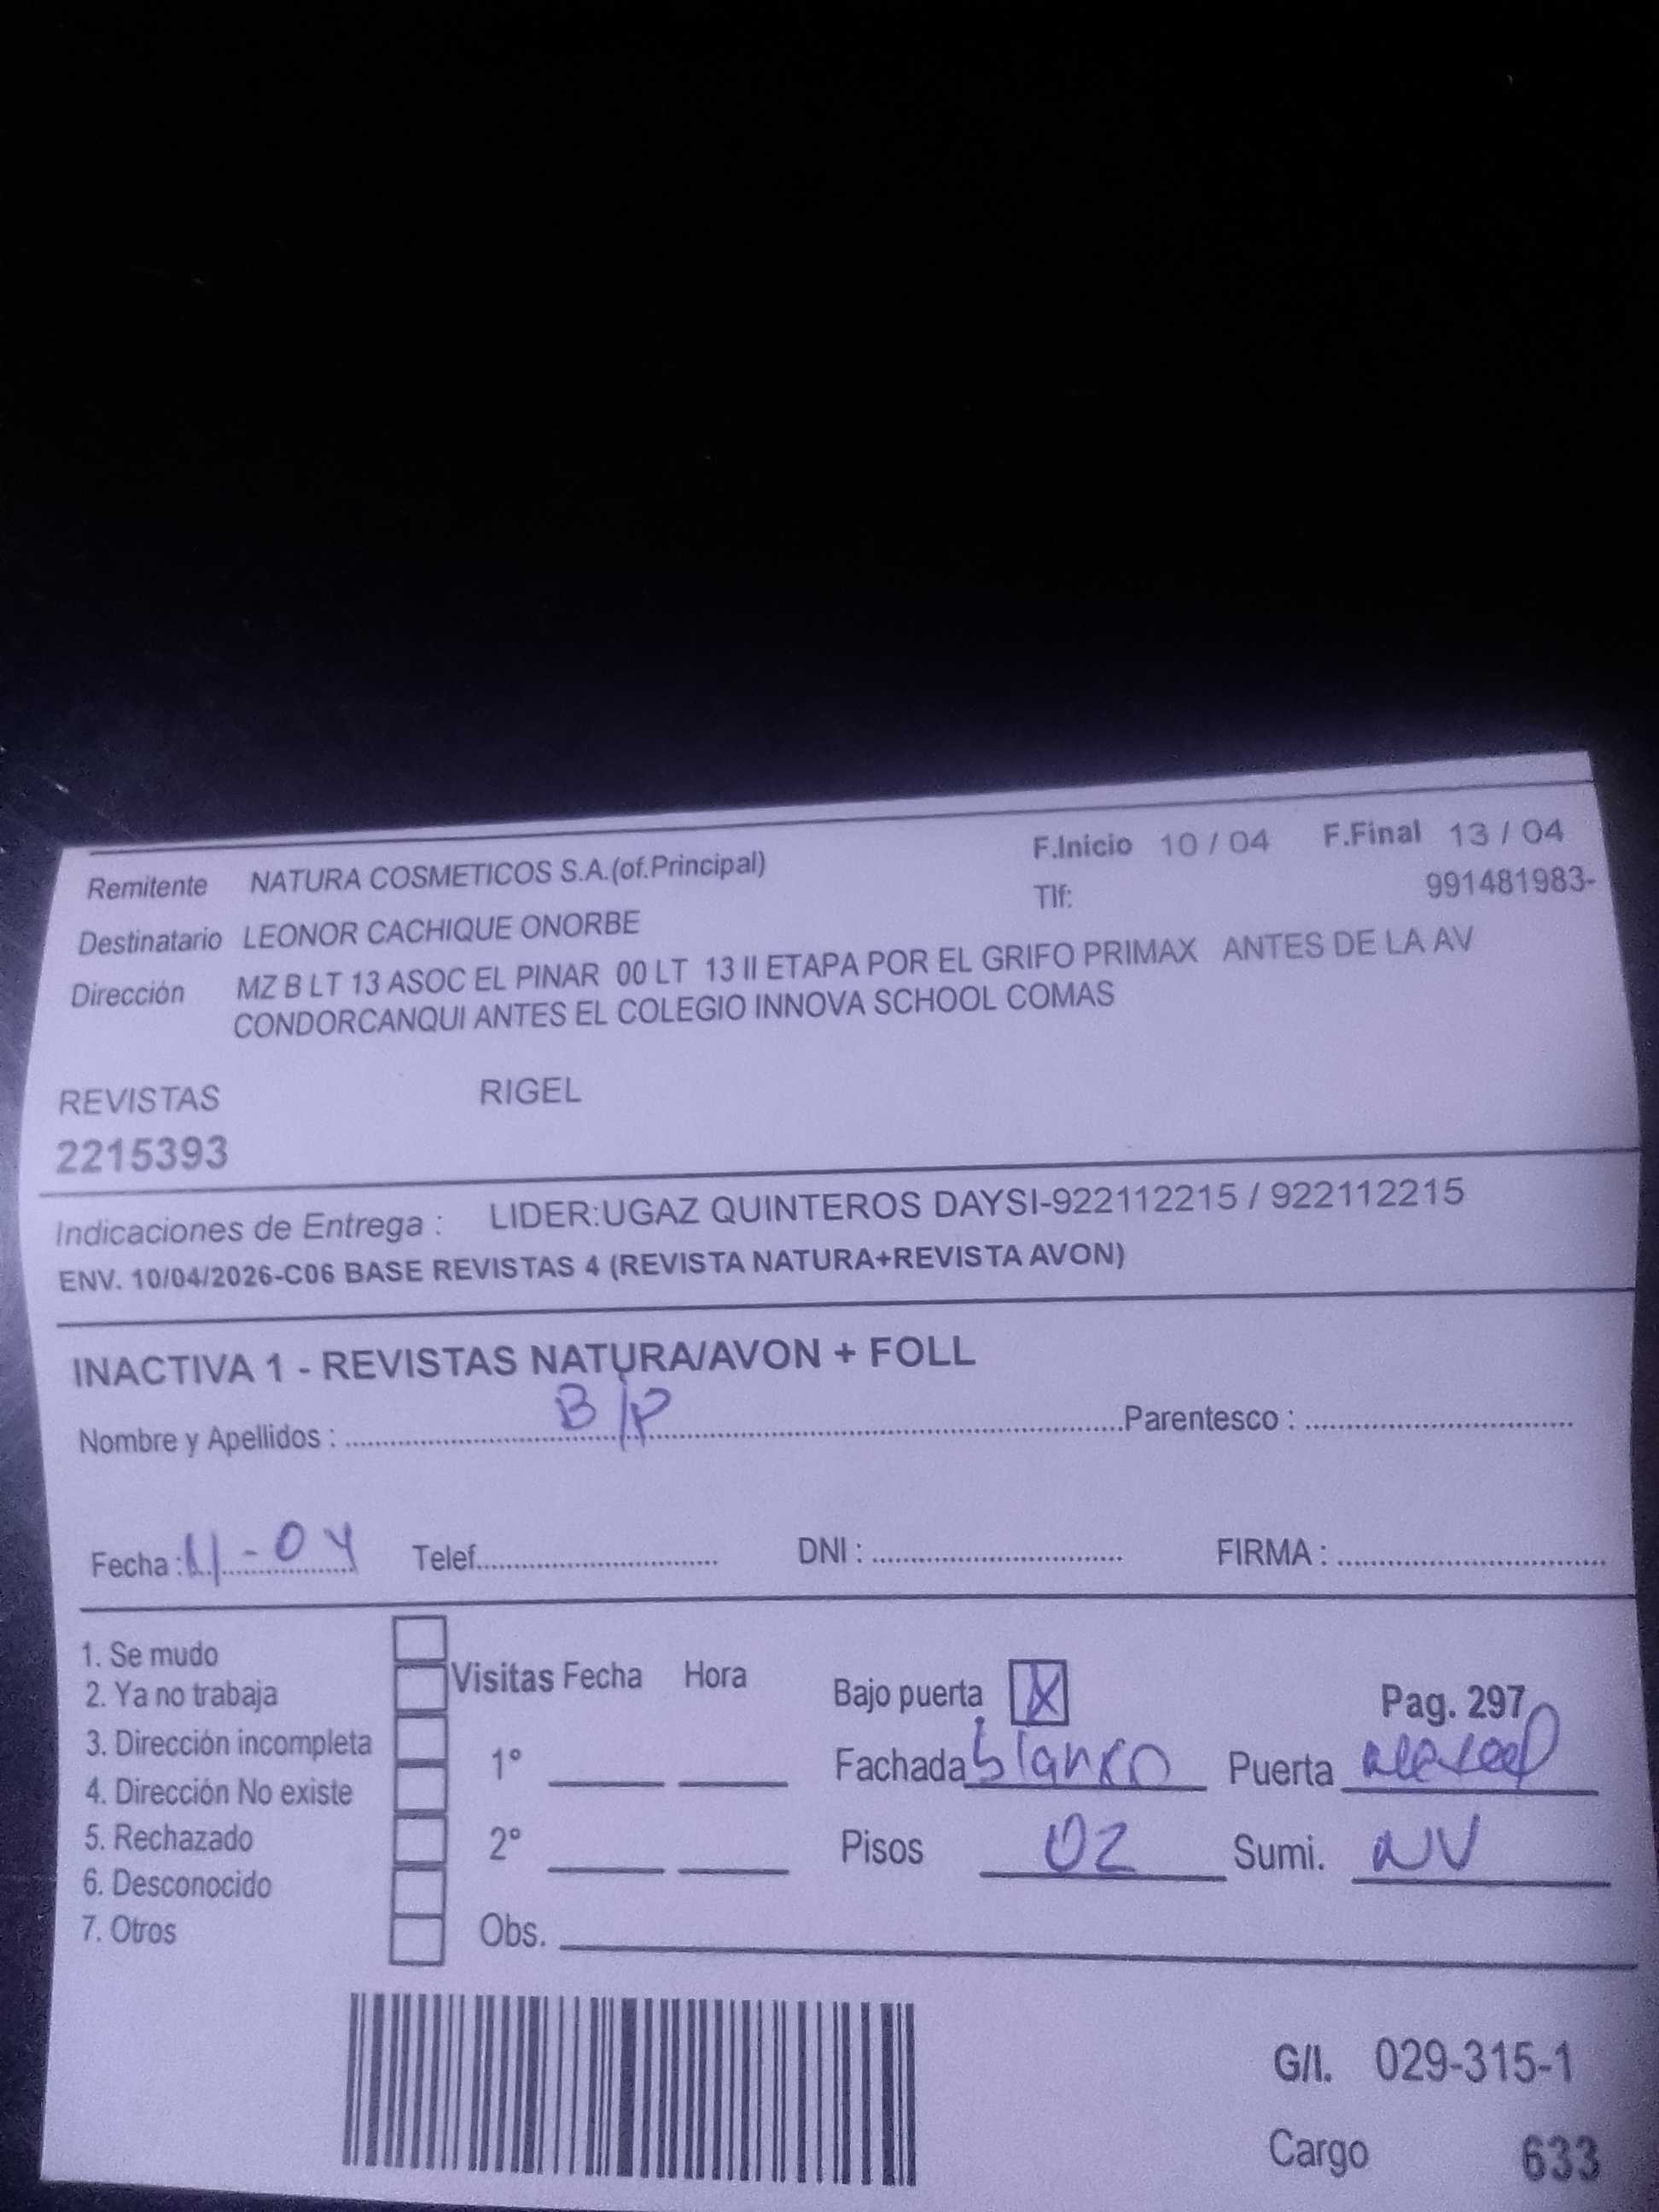 Remitente NATURA COSMETICOS S.A.(of.Principal) F.Inicio 10 / 04 F.Final 13 / 04
Tlf: 991481983-
Destinatario LEONOR CACHIQUE ONORBE
Dirección MZ B LT 13 ASOC EL PINAR 00 LT 13 II ETAPA POR EL GRIFO PRIMAX ANTES DE LA AV
CONDORCANQUI ANTES EL COLEGIO INNOVA SCHOOL COMAS
REVISTAS RIGEL
2215393
Indicaciones de Entrega : LIDER:UGAZ QUINTEROS DAYSI-922112215 / 922112215
ENV. 10/04/2026-C06 BASE REVISTAS 4 (REVISTA NATURA+REVISTA AVON)
INACTIVA 1 - REVISTAS NATURA/AVON + FOLL
Nombre y Apellidos : B/P Parentesco :
Fecha : 11-04 Telef. DNI : FIRMA :
1. Se mudo
2. Ya no trabaja
3. Dirección incompleta
4. Dirección No existe
5. Rechazado
6. Desconocido
7. Otros
Visitas Fecha Hora
1°
2°
Obs.
Bajo puerta X Pag. 297
Fachada blanco Puerta
Pisos 02 Sumi. NV
G/I. 029-315-1
Cargo 633